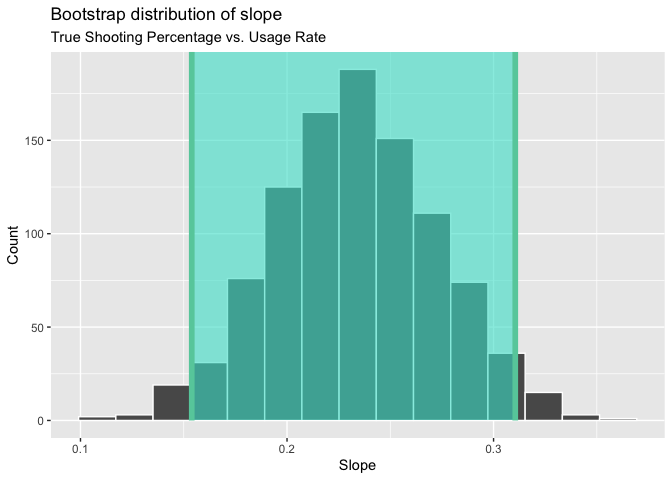 Bootstrap distribution of slope
True Shooting Percentage vs. Usage Rate
150
100
50
0
Count
0.1 0.2 0.3
Slope